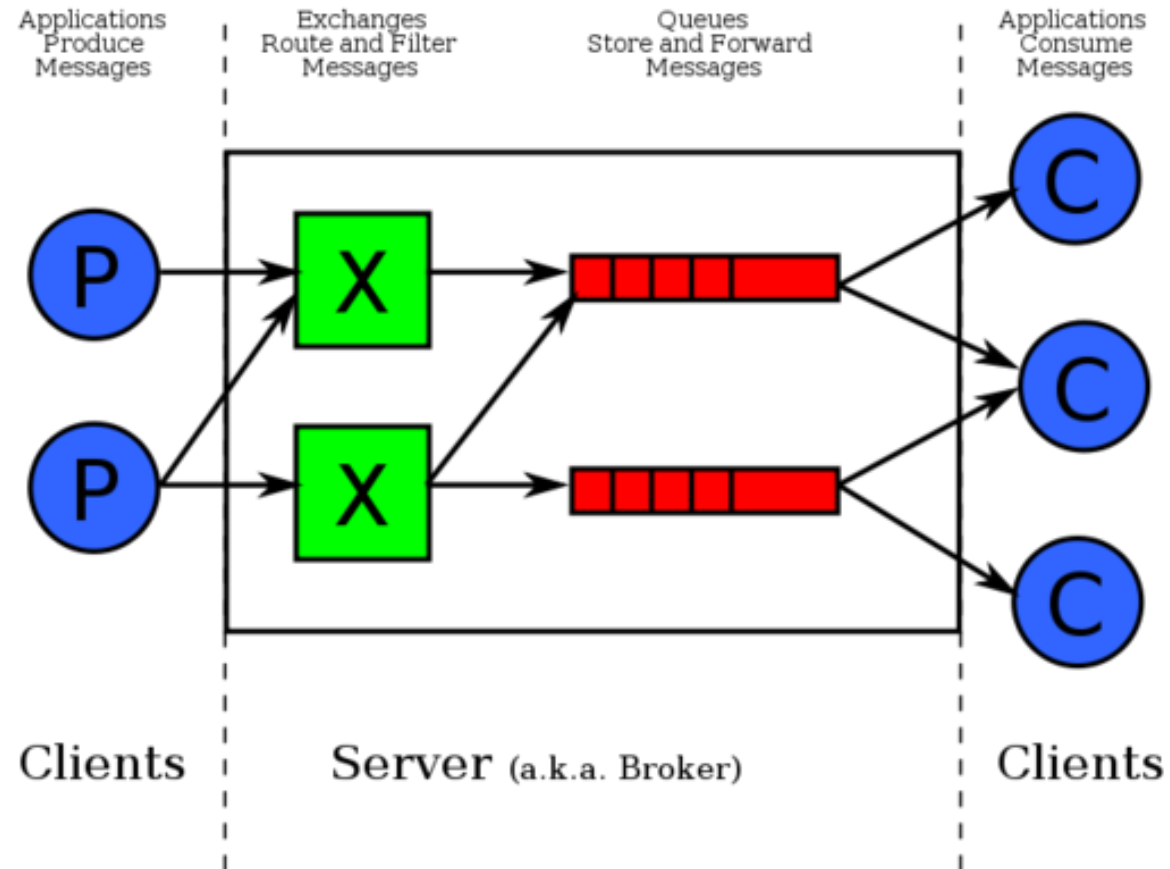 Applications
Produce
Messages
Exchanges
Route and Filter
Messages
Queues
Store and Forward
Messages
Applications
Consume
Messages
P
X
C
C
P
X
C
Clients
Server (a.k.a. Broker)
Clients